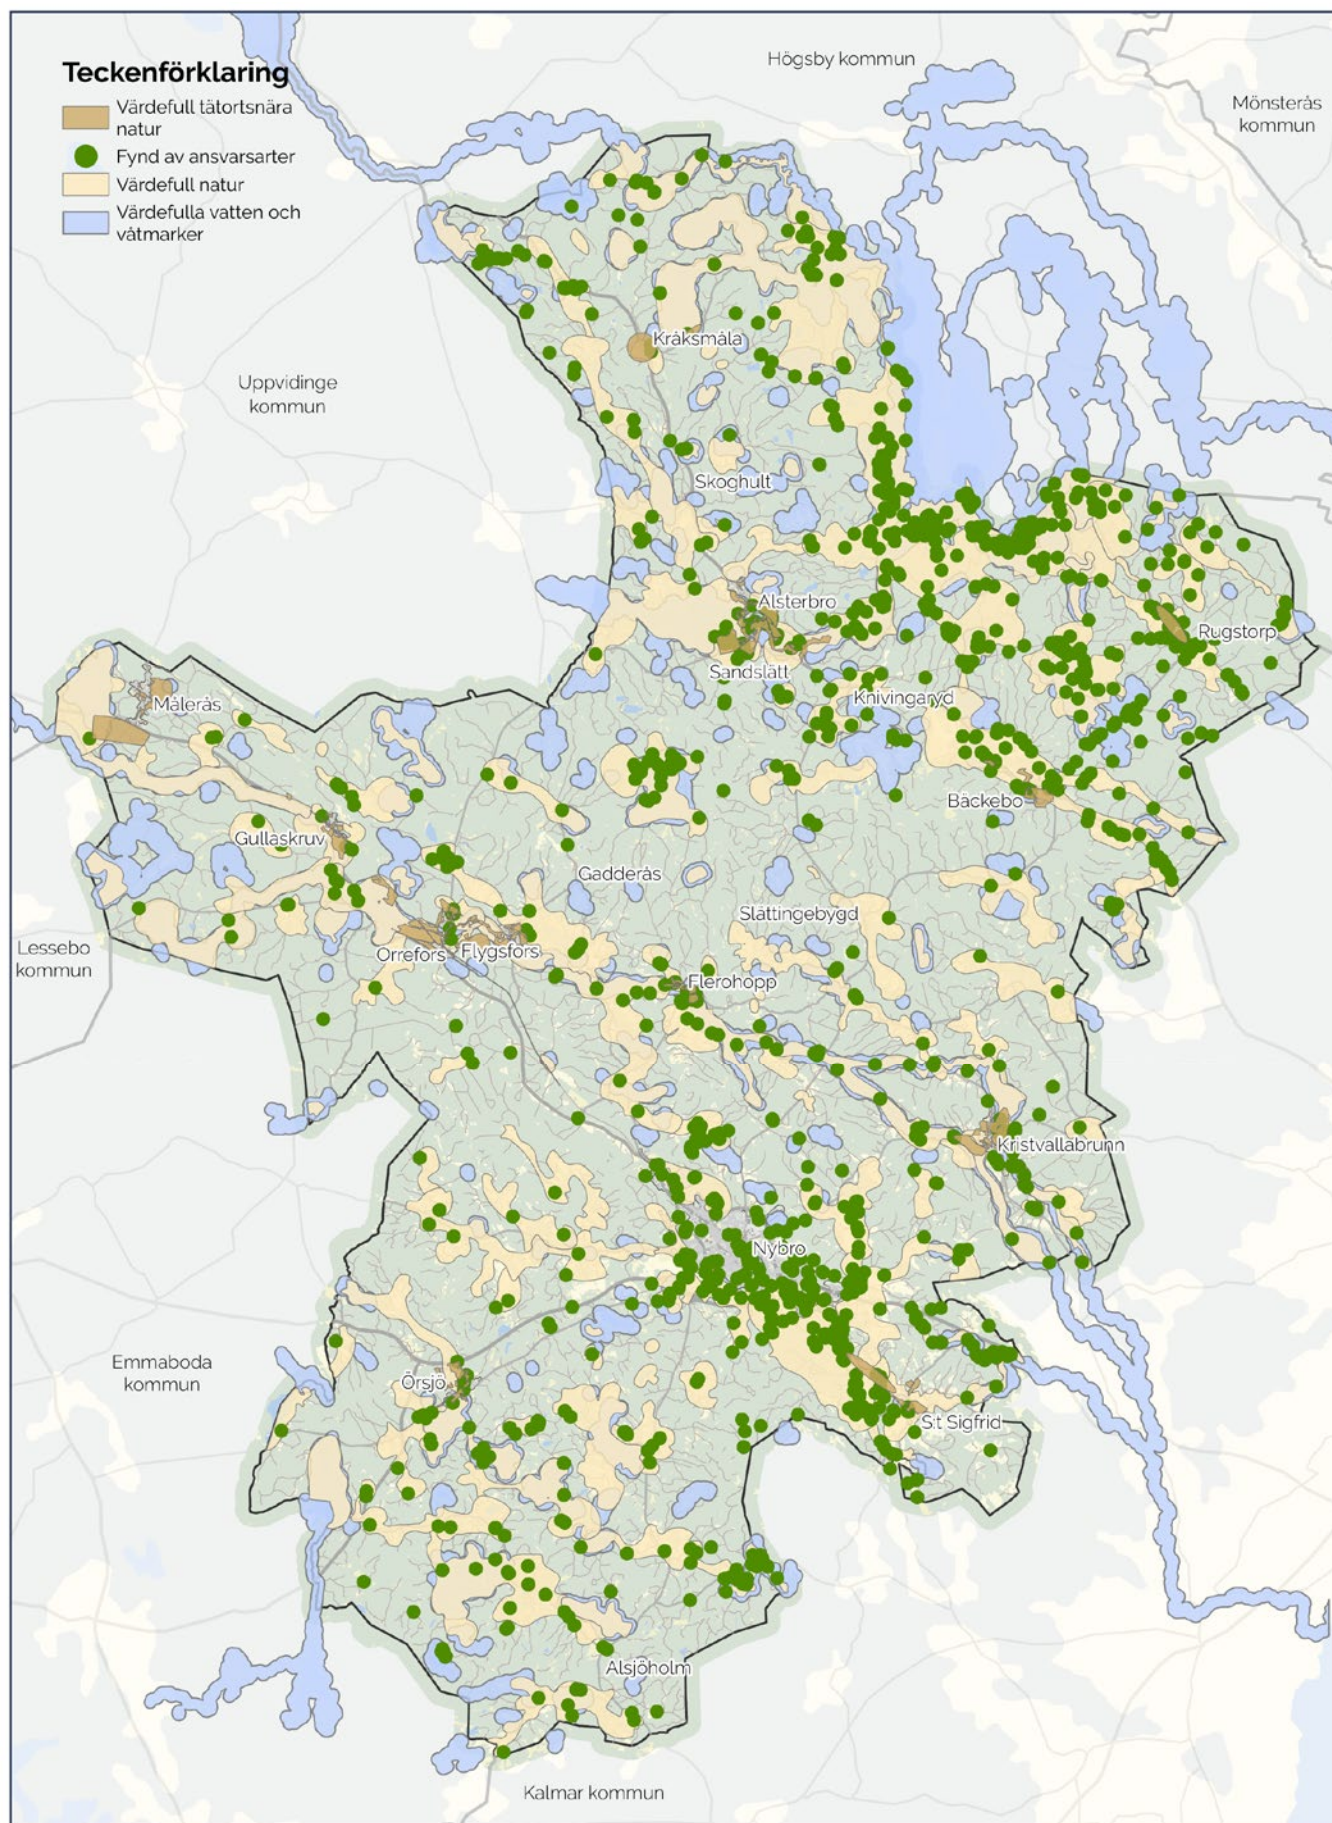 Teckenförklaring
Värdefull tätortsnära
natur
Fynd av ansvarsarter
Värdefull natur
Värdefulla vatten och
våtmarker
Högsby kommun
Mönsterås
kommun
Uppvidinge
kommun
Kråksmåla
Skoghult
Alsterbro
Rugstorp
Sandslätt
Knivingaryd
Målerås
Bäckebo
Gullaskruv
Gadderås
Slättingebygd
Lessebo
kommun
Orrefors
Flygsfors
Flerohopp
Kristvallabrunn
Nybro
Emmaboda
kommun
Örsjö
S:t Sigfrid
Alsjöholm
Kalmar kommun